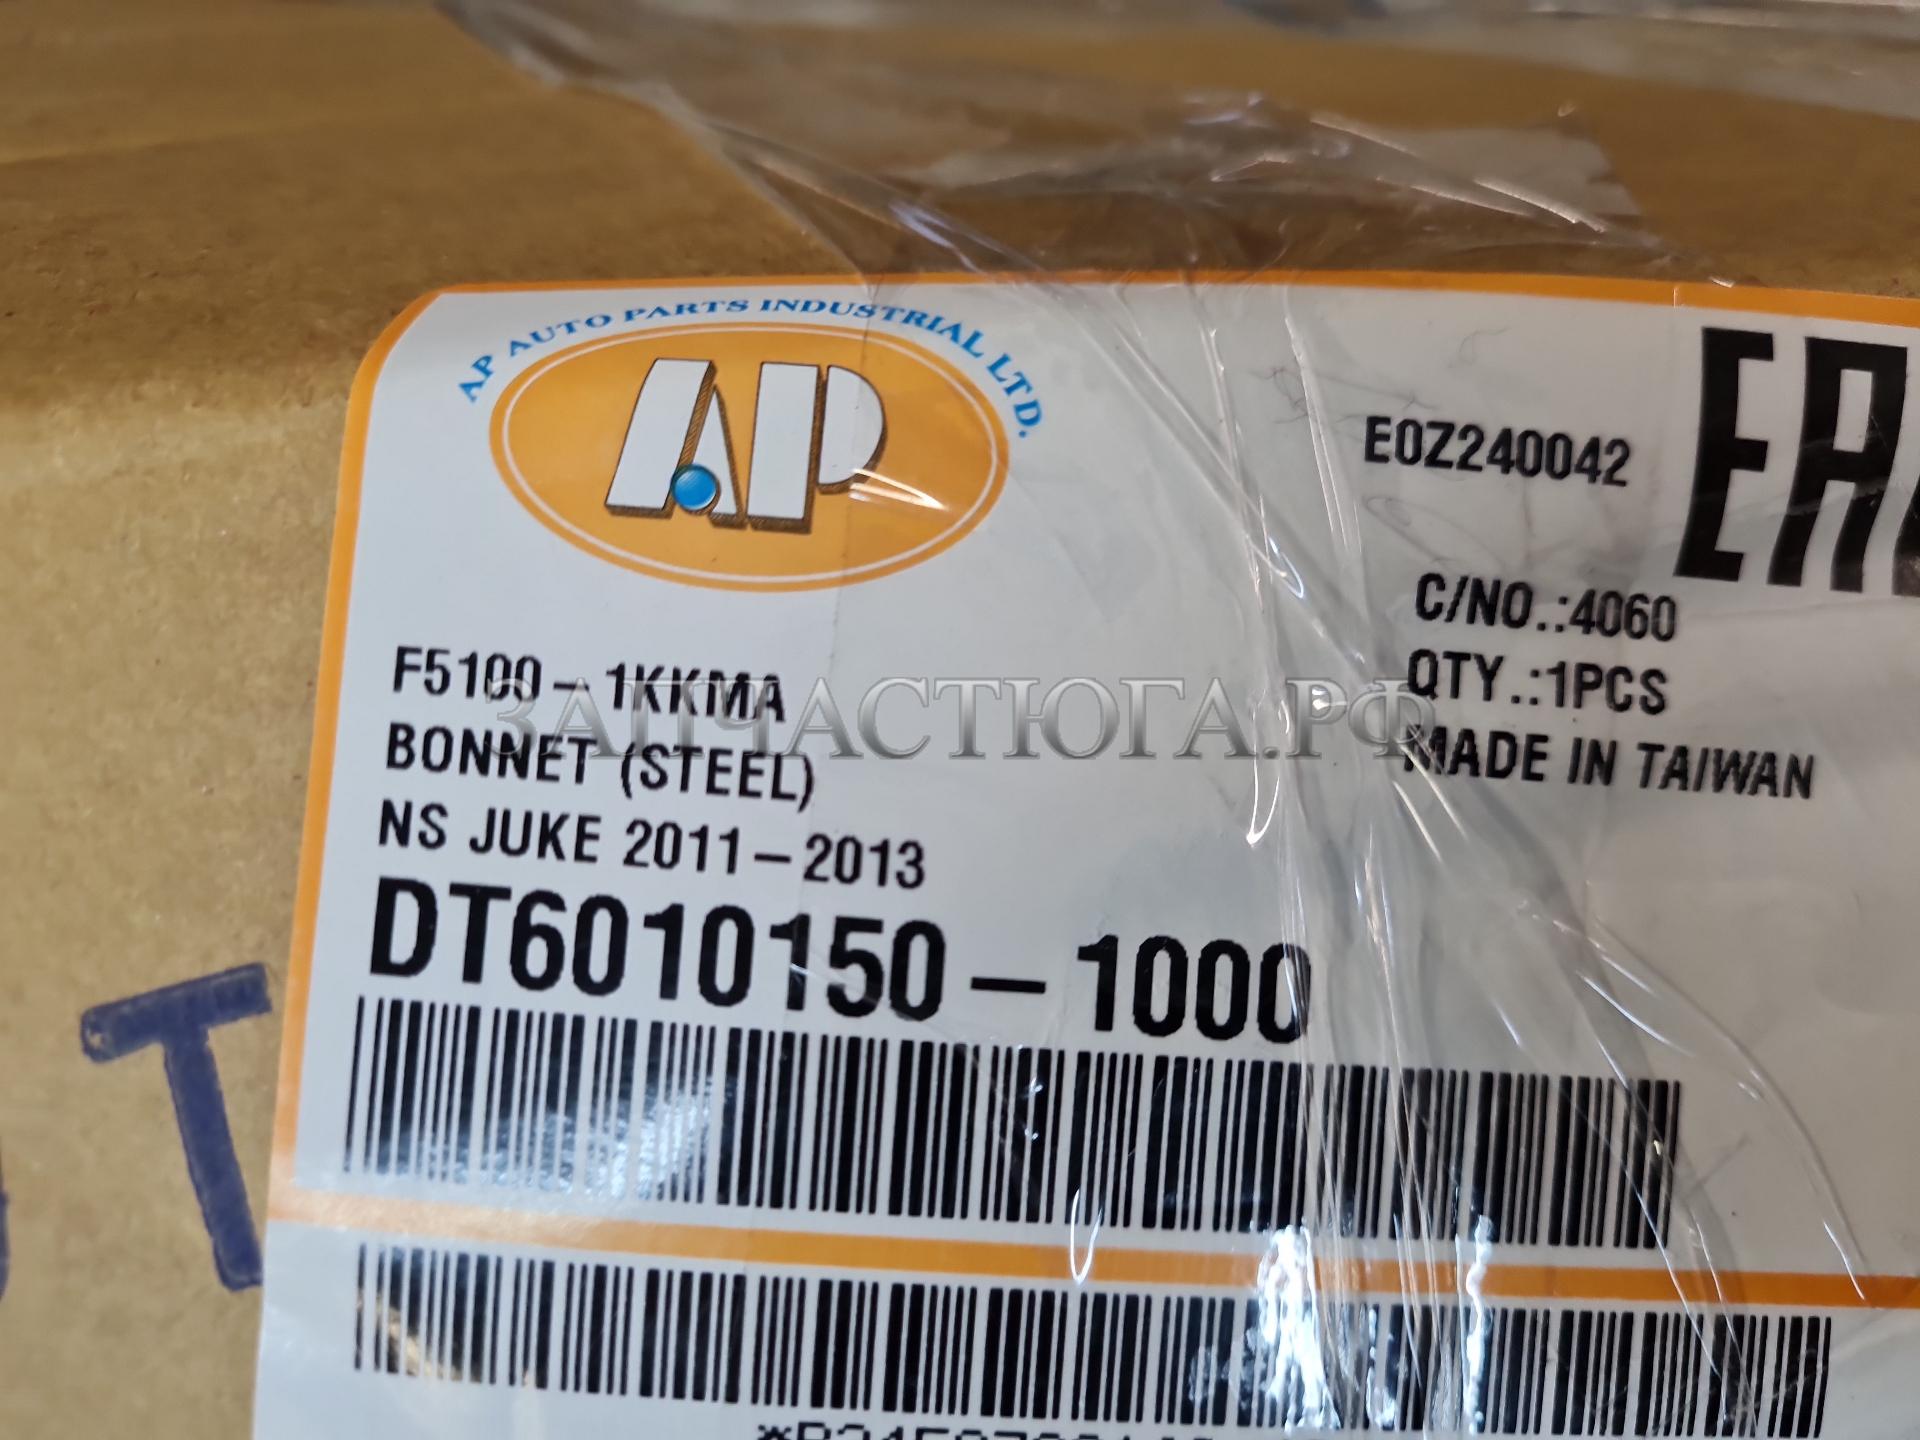 AP AUTO PARTS INDUSTRIAL LTD.
AP
E0Z240042
C/NO.:4060
QTY.:1PCS
MADE IN TAIWAN
F5100-1KKMA
BONNET (STEEL)
NS JUKE 2011-2013
DT6010150-1000
ЗАПЧАСТЮГА.РФ
T